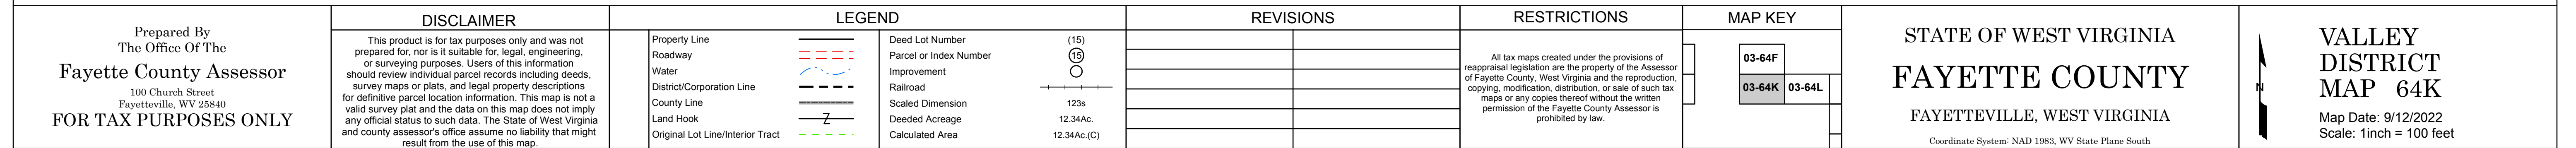 Prepared By
The Office Of The
Fayette County Assessor
100 Church Street
Fayetteville, WV 25840
FOR TAX PURPOSES ONLY
DISCLAIMER
This product is for tax purposes only and was not
prepared for, nor is it suitable for, legal, engineering,
or surveying purposes. Users of this information
should review individual parcel records including deeds,
survey maps or plats, and legal property descriptions
for definitive parcel location information. This map is not a
valid survey plat and the data on this map does not imply
any official status to such data. The State of West Virginia
and county assessor's office assume no liability that might
result from the use of this map.
LEGEND
Property Line
Roadway
Water
District/Corporation Line
County Line
Land Hook Z
Original Lot Line/Interior Tract
Deed Lot Number (15)
Parcel or Index Number 15
Improvement
Railroad
Scaled Dimension 123s
Deeded Acreage 12.34Ac.
Calculated Area 12.34Ac.(C)
REVISIONS
RESTRICTIONS
All tax maps created under the provisions of
reappraisal legislation are the property of the Assessor
of Fayette County, West Virginia and the reproduction,
copying, modification, distribution, or sale of such tax
maps or any copies thereof without the written
permission of the Fayette County Assessor is
prohibited by law.
MAP KEY
03-64F
03-64K 03-64L
STATE OF WEST VIRGINIA
FAYETTE COUNTY
FAYETTEVILLE, WEST VIRGINIA
Coordinate System: NAD 1983, WV State Plane South
N
VALLEY
DISTRICT
MAP 64K
Map Date: 9/12/2022
Scale: 1inch = 100 feet